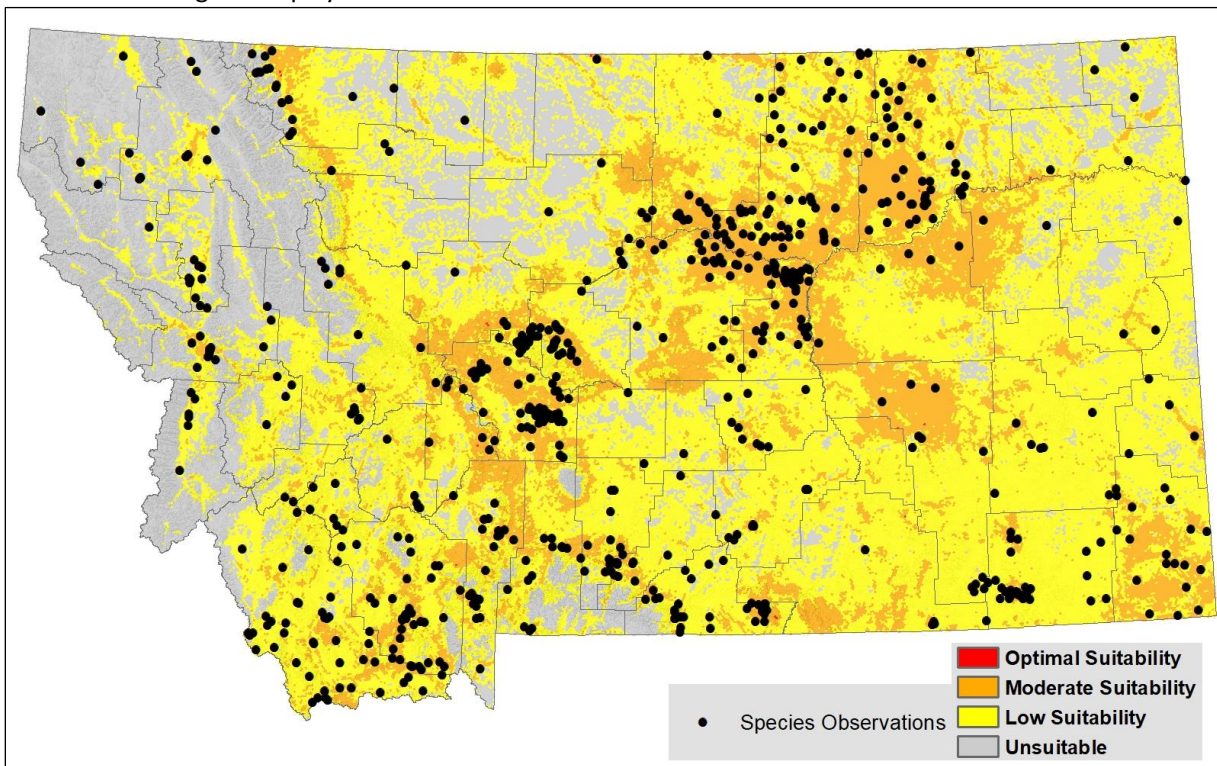 Species Observations
Optimal Suitability
Moderate Suitability
Low Suitability
Unsuitable